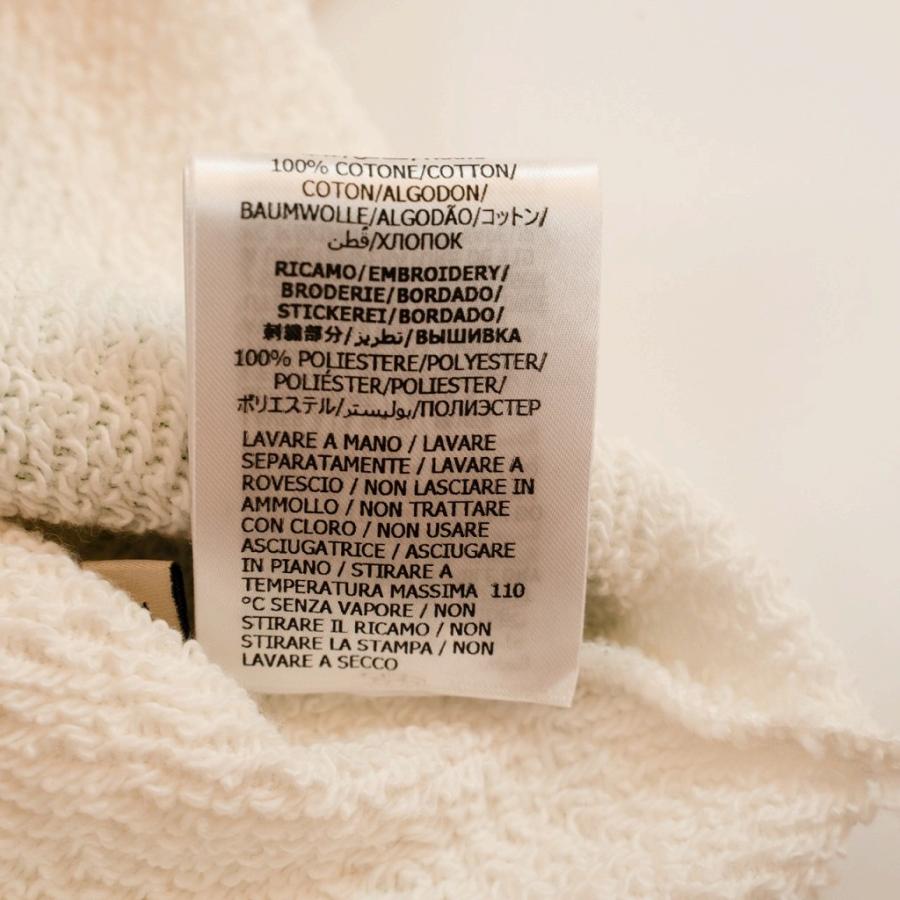 100% COTONE/COTTON/
COTON/ALGODON/
BAUMWOLLE/ALGODÃO/コットン/
قطن/ХЛОПОК
RICAMO/EMBROIDERY/
BRODERIE/BORDADO/
STICKEREI/BORDADO/
刺繍部分/تطريز/ВЫШИВКА
100% POLIESTERE/POLYESTER/
POLIÉSTER/POLIESTER/
ポリエステル/بوليستر/ПОЛИЭСТЕР
LAVARE A MANO / LAVARE
SEPARATAMENTE / LAVARE A
ROVESCIO / NON LASCIARE IN
AMMOLLO / NON TRATTARE
CON CLORO / NON USARE
ASCIUGATRICE / ASCIUGARE
IN PIANO / STIRARE A
TEMPERATURA MASSIMA 110
°C SENZA VAPORE / NON
STIRARE IL RICAMO / NON
STIRARE LA STAMPA / NON
LAVARE A SECCO